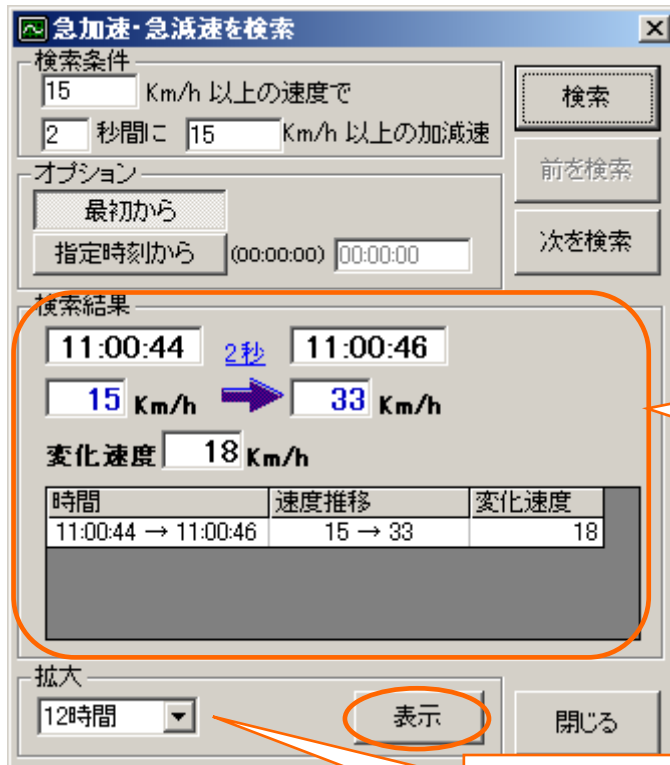 急加速・急減速を検索
検索条件
15 Km/h 以上の速度で
2 秒間に 15 Km/h 以上の加減速
検索
前を検索
次を検索
オプション
最初から
指定時刻から (00:00:00) 00:00:00
検索結果
11:00:44 2秒 11:00:46
15 Km/h 33 Km/h
変化速度 18 Km/h
時間 速度推移 変化速度
11:00:44 → 11:00:46 15 → 33 18
拡大
12時間 表示
閉じる